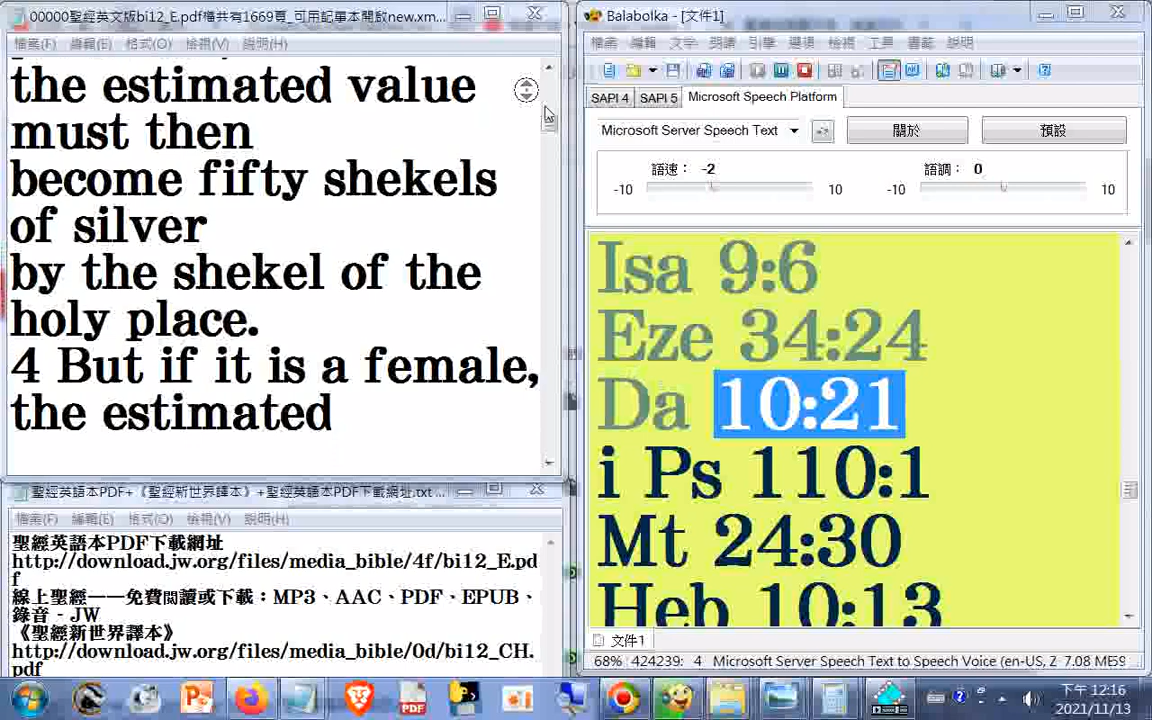 00000聖經英文版bi12_E.pdf檔共有1669頁_可用記事本開啟new.xm...
檔案(F) 編輯(E) 格式(O) 檢視(V) 說明(H)
the estimated value
must then
become fifty shekels
of silver
by the shekel of the
holy place.
4 But if it is a female,
the estimated
聖經英語本PDF+《聖經新世界譯本》+聖經英語本PDF下載網址.txt ...
檔案(F) 編輯(E) 格式(O) 檢視(V) 說明(H)
聖經英語本PDF下載網址
http://download.jw.org/files/media_bible/4f/bi12_E.pd
f
線上聖經——免費閱讀或下載：MP3、AAC、PDF、EPUB、
錄音 - JW
《聖經新世界譯本》
http://download.jw.org/files/media_bible/0d/bi12_CH.
pdf
Balabolka - [文件1]
檔案 編輯 文字 朗讀 引擎 選項 檢視 工具 書籤 說明
SAPI 4 SAPI 5 Microsoft Speech Platform
Microsoft Server Speech Text 關於 預設
語速： -2 語調： 0
-10 10 -10 10
Isa 9:6
Eze 34:24
Da 10:21
i Ps 110:1
Mt 24:30
Heb 10:13
文件1
68% 424239: 4 Microsoft Server Speech Text to Speech Voice (en-US, Z 7.08 ME59
PDF
下午 12:16
2021/11/13